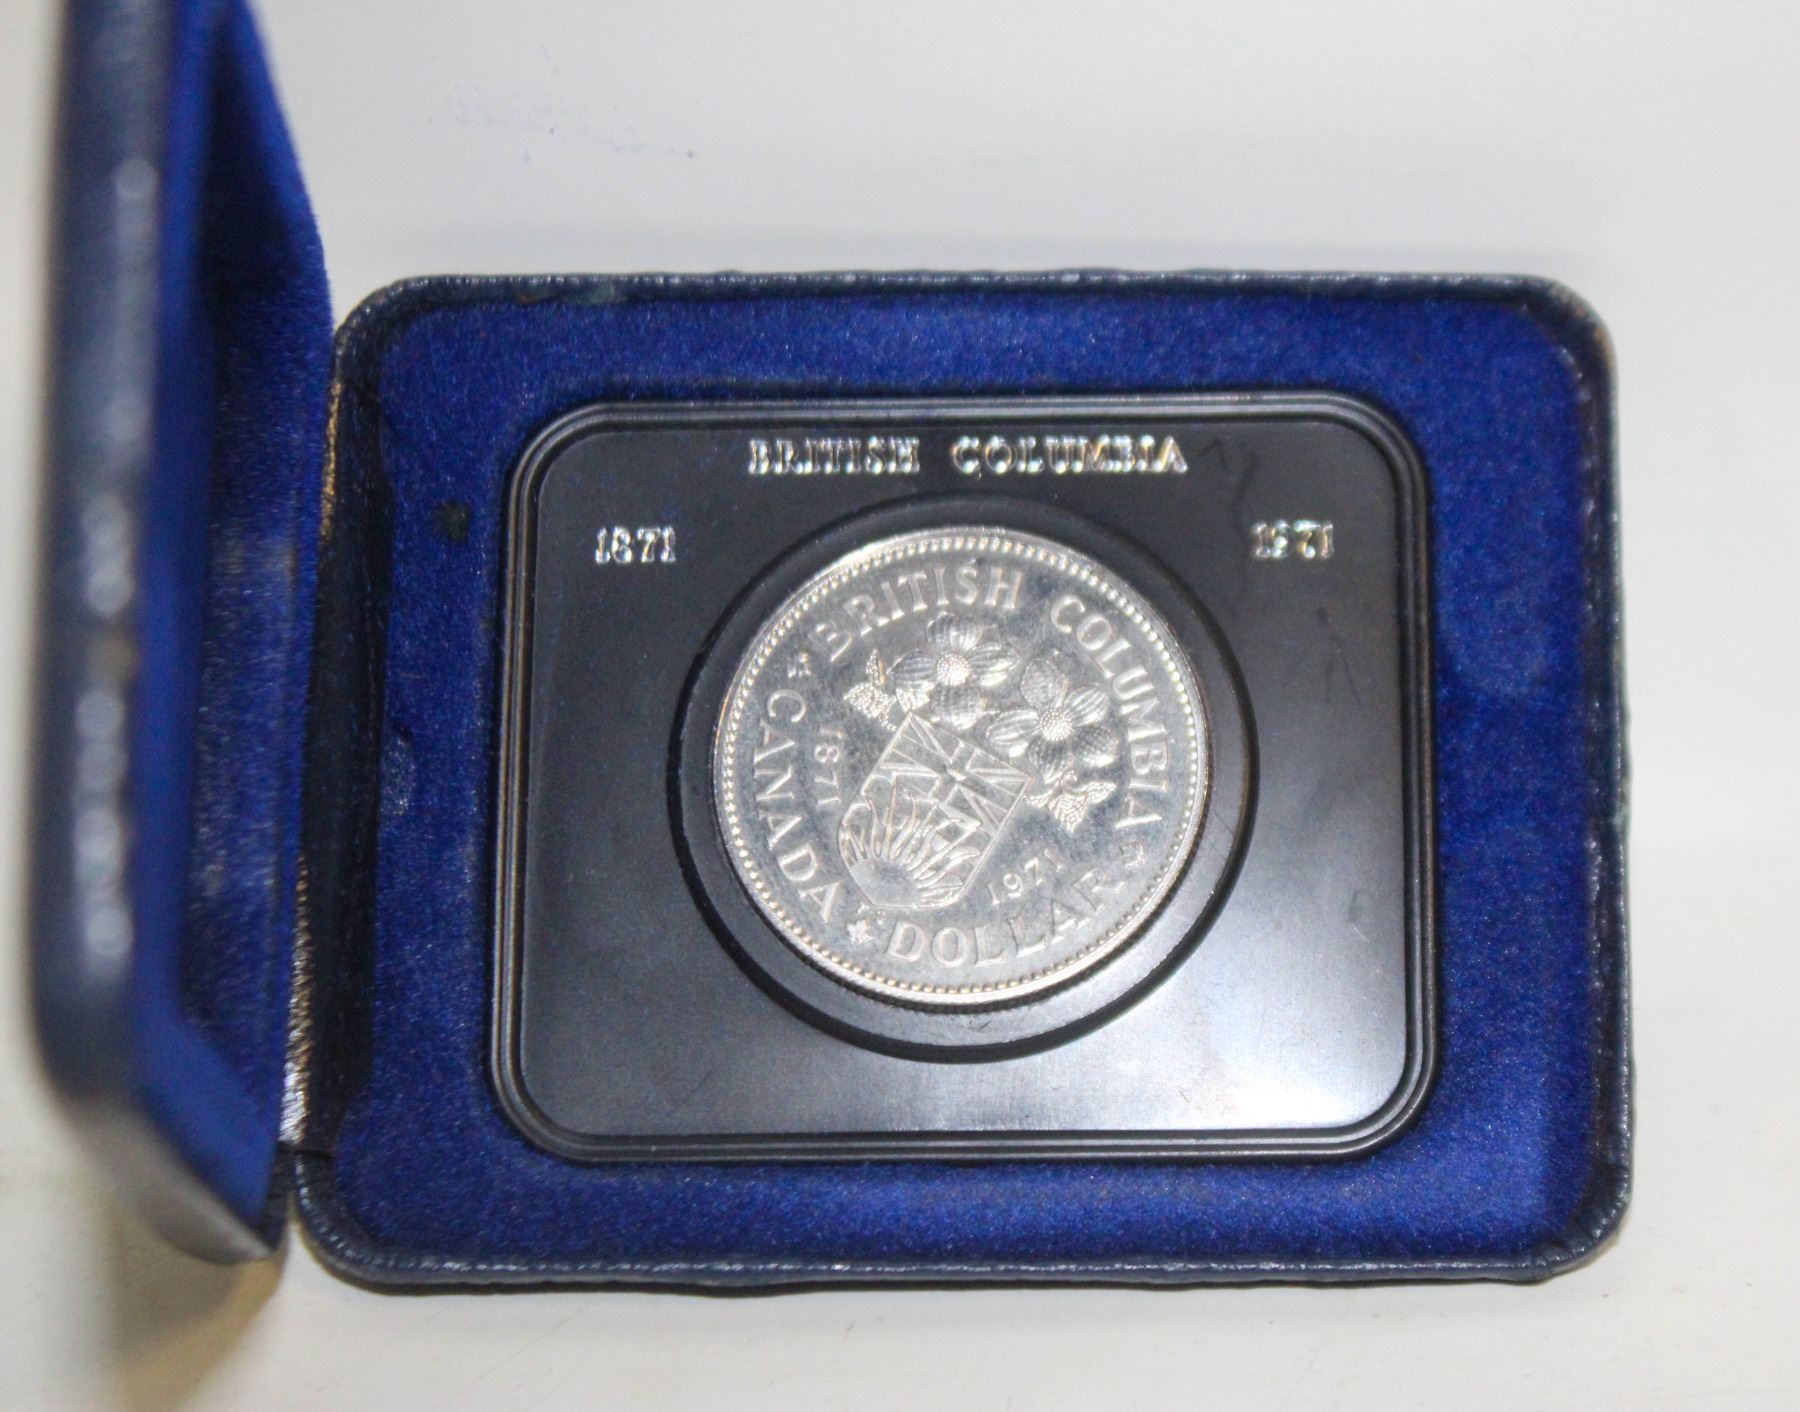 BRITISH COLUMBIA
1871 1971
BRITISH COLUMBIA
CANADA
1871
1971
DOLLAR